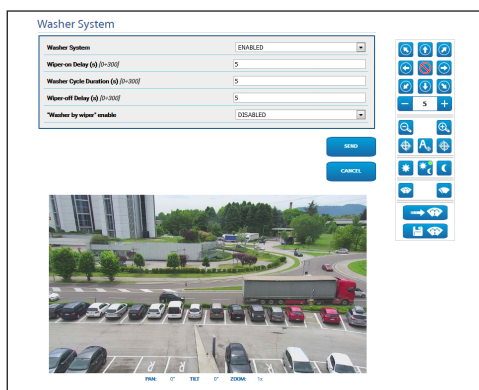 Washer System
Washer System ENABLED
Wiper-on Delay (s) [0÷300] 5
Washer Cycle Duration (s) [0÷300] 5
Wiper-off Delay (s) [0÷300] 5
"Washer by wiper" enable DISABLED
SEND
CANCEL
5
A
PAN: 0° TILT 0° ZOOM: 1x